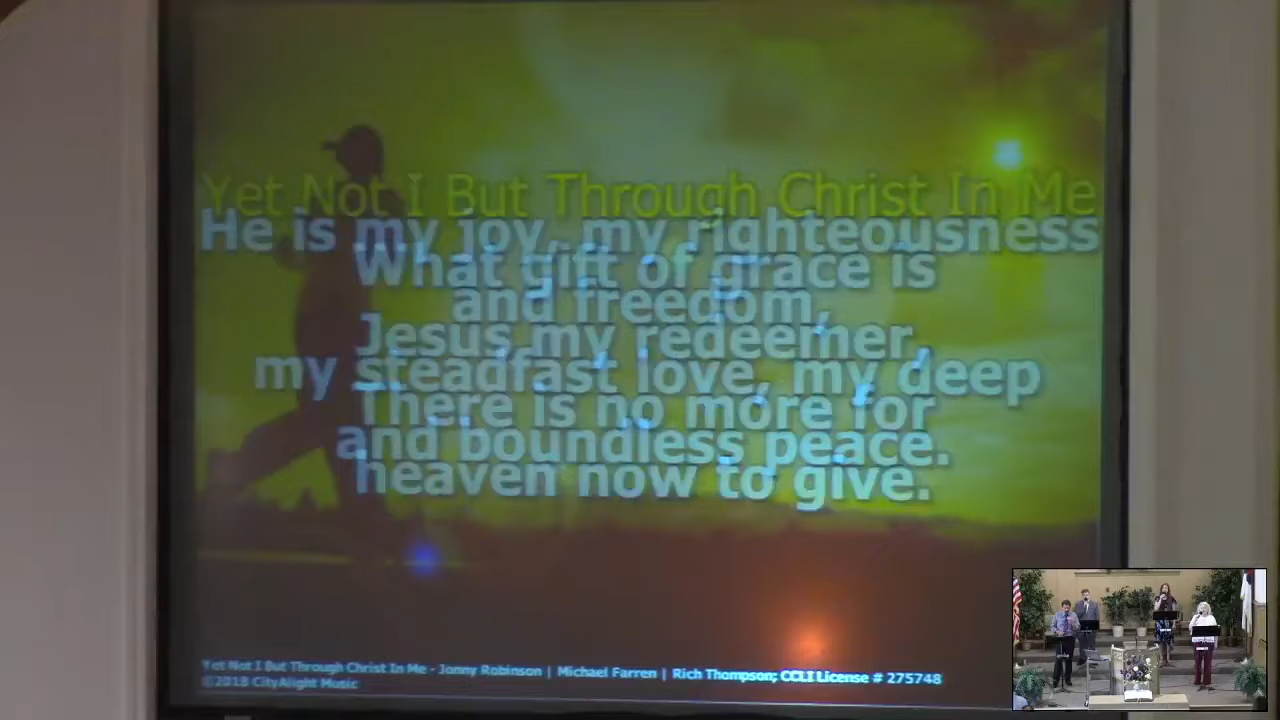 Yet Not I But Through Christ In Me
He is my joy, my righteousness
What gift of grace is
and freedom,
Jesus my redeemer,
my steadfast love, my deep
There is no more for
and boundless peace.
heaven now to give.
Yet Not I But Through Christ In Me - Jonny Robinson | Michael Farren | Rich Thompson; CCLI License # 275748
©2018 CityAlight Music